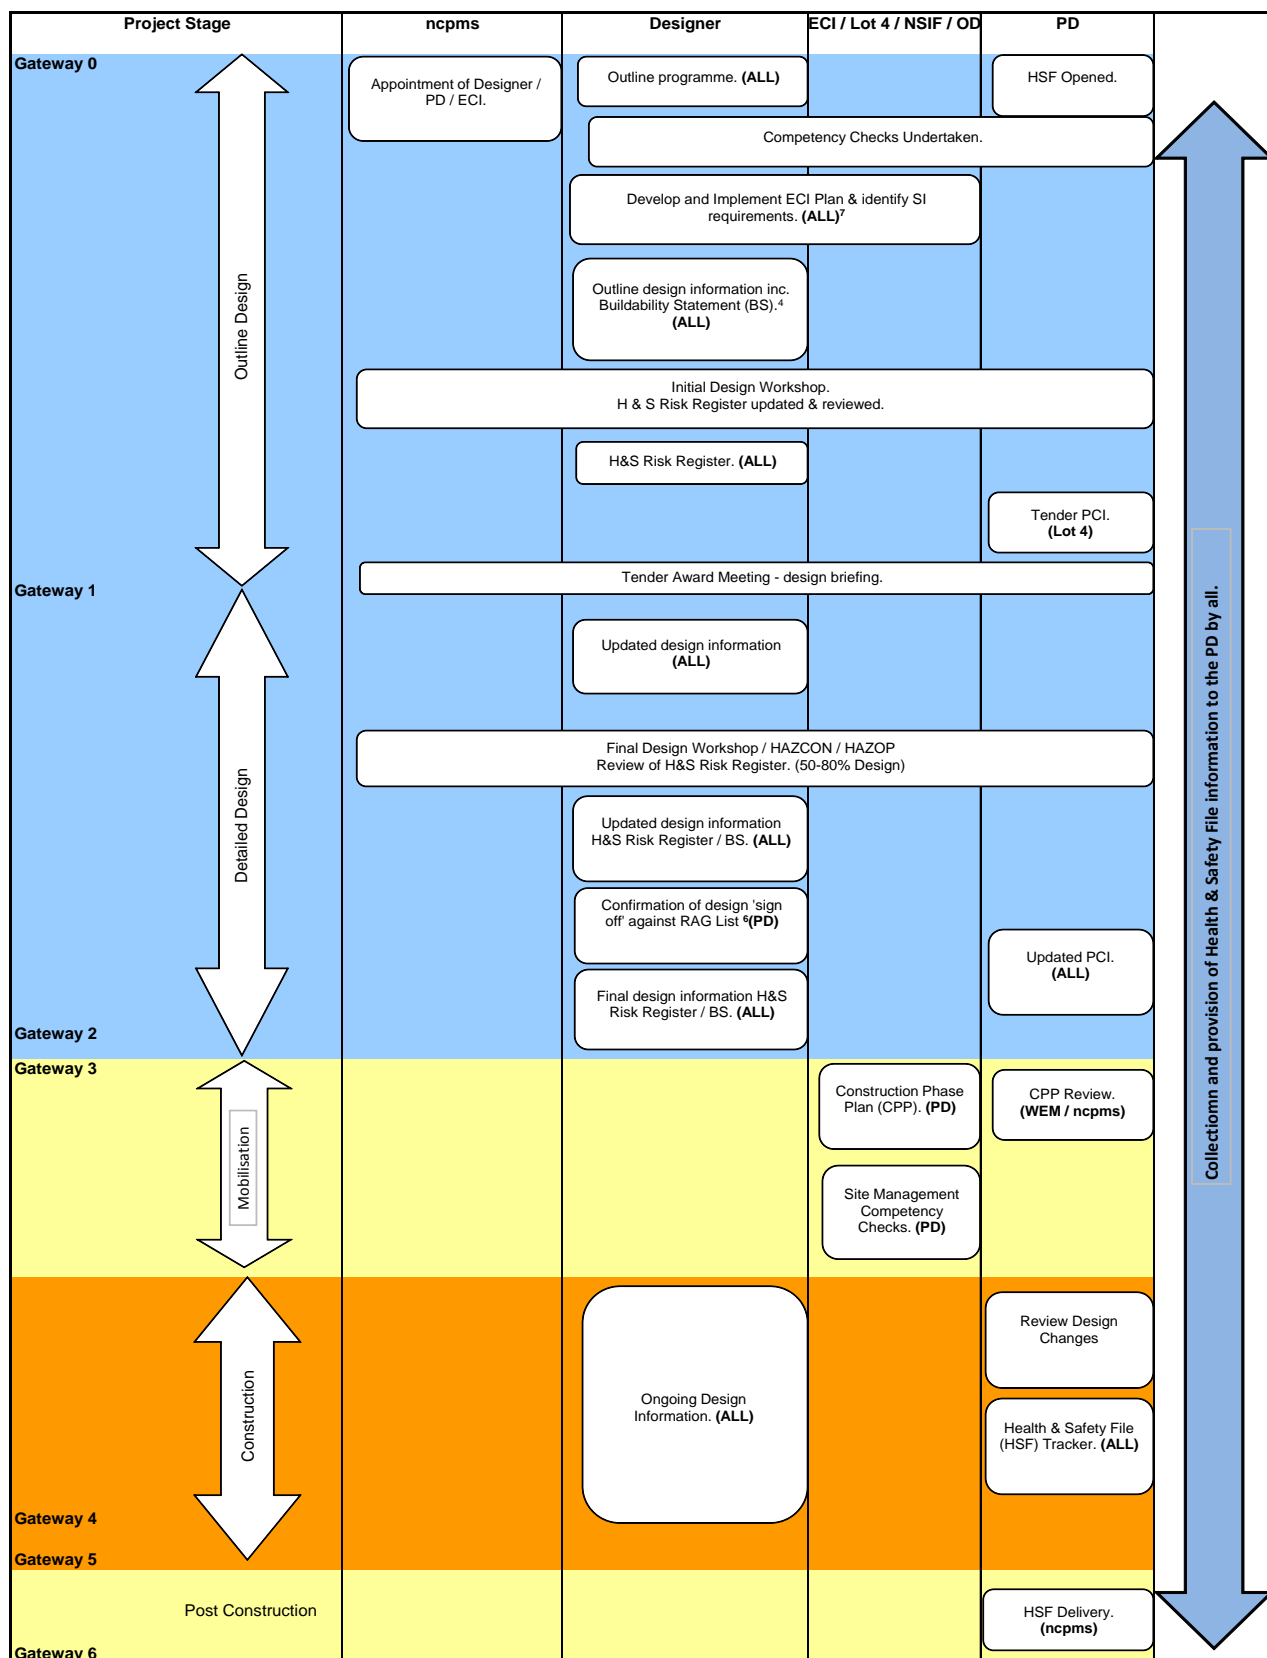 Project Stage
ncpms
Designer
ECI / Lot 4 / NSIF / OD
PD
Gateway 0
Appointment of Designer /
PD / ECI.
Outline programme. (ALL)
HSF Opened.
Competency Checks Undertaken.
Develop and Implement ECI Plan & identify SI
requirements. (ALL)⁷
Outline Design
Outline design information inc.
Buildability Statement (BS).⁴
(ALL)
Initial Design Workshop.
H & S Risk Register updated & reviewed.
H&S Risk Register. (ALL)
Tender PCI.
(Lot 4)
Tender Award Meeting - design briefing.
Gateway 1
Updated design information
(ALL)
Final Design Workshop / HAZCON / HAZOP
Review of H&S Risk Register. (50-80% Design)
Detailed Design
Updated design information
H&S Risk Register / BS. (ALL)
Confirmation of design 'sign
off' against RAG List ⁶(PD)
Updated PCI.
(ALL)
Final design information H&S
Risk Register / BS. (ALL)
Gateway 2
Gateway 3
Mobilisation
Construction Phase
Plan (CPP). (PD)
CPP Review.
(WEM / ncpms)
Site Management
Competency
Checks. (PD)
Construction
Ongoing Design
Information. (ALL)
Review Design
Changes
Health & Safety File
(HSF) Tracker. (ALL)
Gateway 4
Gateway 5
Post Construction
HSF Delivery.
(ncpms)
Gateway 6
Collectiomn and provision of Health & Safety File information to the PD by all.